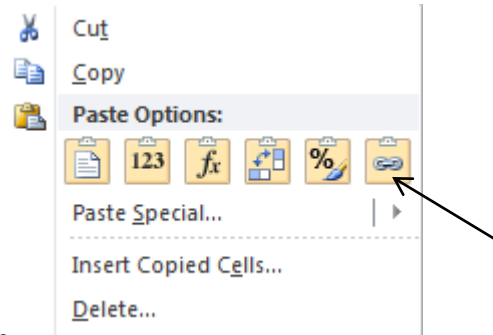 Cut
Copy
Paste Options:
123 fx %
Paste Special...
Insert Copied Cells...
Delete...